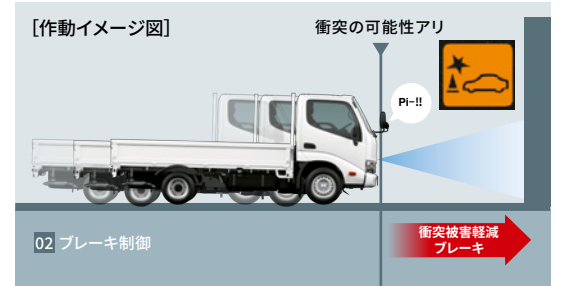 [作動イメージ図]
衝突の可能性アリ
Pi-!!
02 ブレーキ制御
衝突被害軽減
ブレーキ